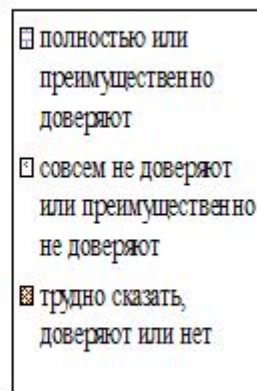 полностью или
преимущественно
доверяют
совсем не доверяют
или преимущественно
не доверяют
трудно сказать,
доверяют или нет